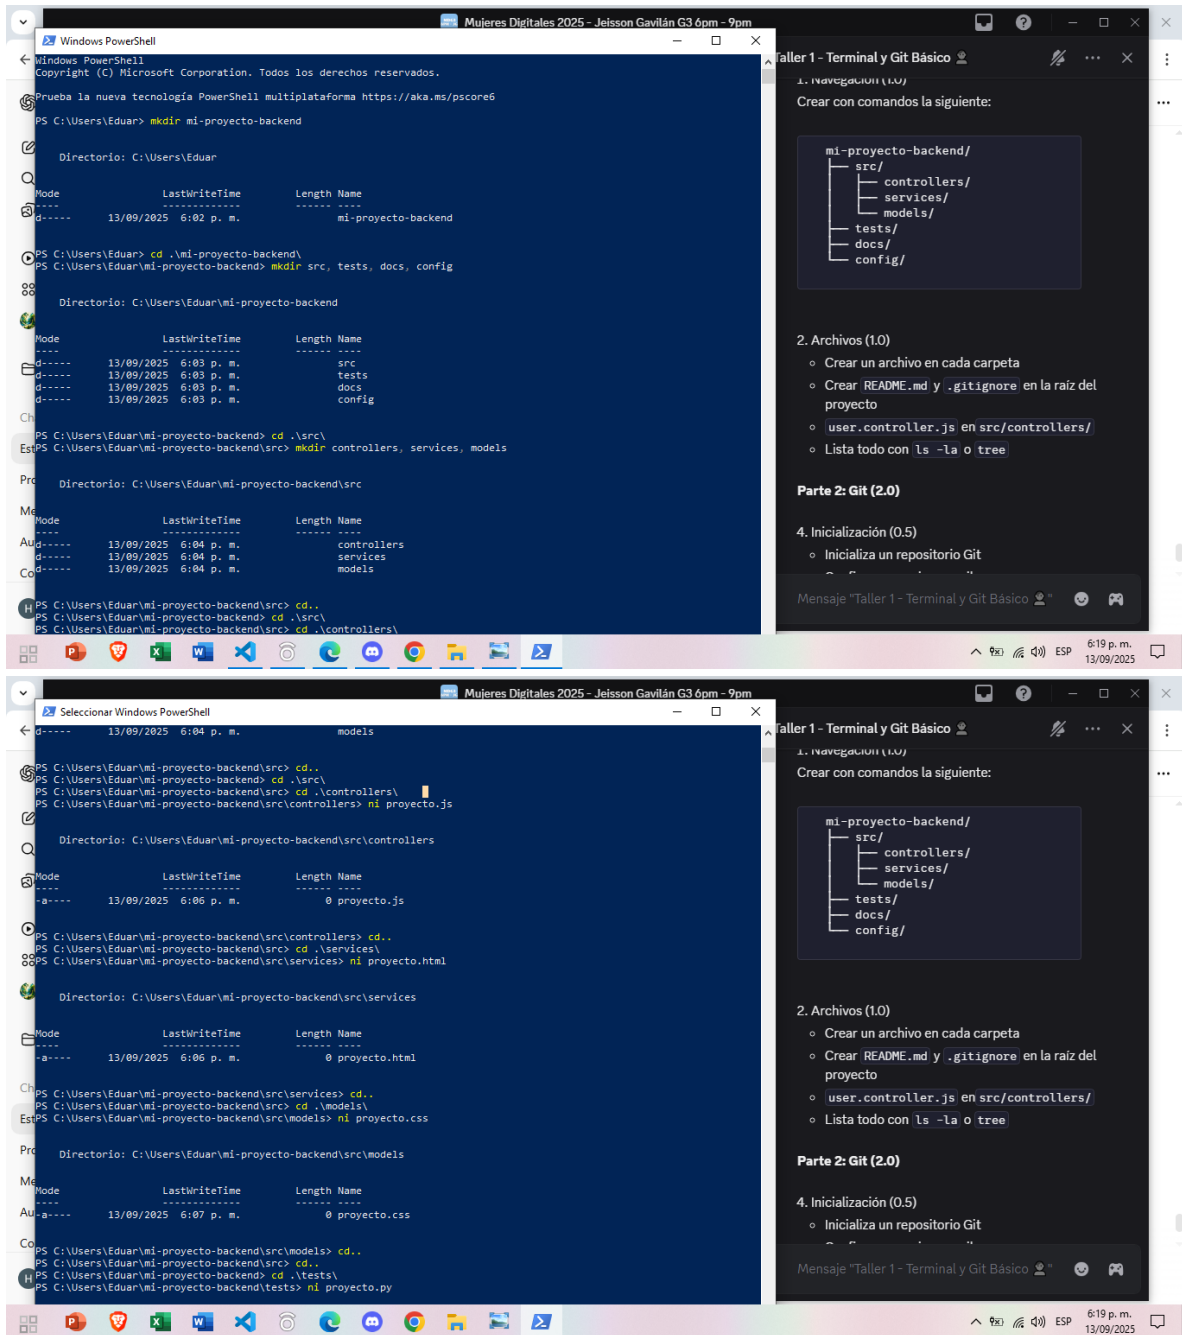 Mujeres Digitales 2025 - Jeisson Gavilán G3 6pm - 9pm
Windows PowerShell
Windows PowerShell
Copyright (C) Microsoft Corporation. Todos los derechos reservados.
Prueba la nueva tecnología PowerShell multiplataforma https://aka.ms/pscore6
PS C:\Users\Eduar> mkdir mi-proyecto-backend
Directorio: C:\Users\Eduar
Mode LastWriteTime Length Name
---- ------------- ------ ----
d----- 13/09/2025 6:02 p. m. mi-proyecto-backend
PS C:\Users\Eduar> cd .\mi-proyecto-backend\
PS C:\Users\Eduar\mi-proyecto-backend> mkdir src, tests, docs, config
Directorio: C:\Users\Eduar\mi-proyecto-backend
Mode LastWriteTime Length Name
---- ------------- ------ ----
d----- 13/09/2025 6:03 p. m. src
d----- 13/09/2025 6:03 p. m. tests
d----- 13/09/2025 6:03 p. m. docs
d----- 13/09/2025 6:03 p. m. config
PS C:\Users\Eduar\mi-proyecto-backend> cd .\src\
PS C:\Users\Eduar\mi-proyecto-backend\src> mkdir controllers, services, models
Directorio: C:\Users\Eduar\mi-proyecto-backend\src
Mode LastWriteTime Length Name
---- ------------- ------ ----
d----- 13/09/2025 6:04 p. m. controllers
d----- 13/09/2025 6:04 p. m. services
d----- 13/09/2025 6:04 p. m. models
PS C:\Users\Eduar\mi-proyecto-backend\src> cd..
PS C:\Users\Eduar\mi-proyecto-backend> cd .\src\
PS C:\Users\Eduar\mi-proyecto-backend\src> cd .\controllers\
Taller 1 - Terminal y Git Básico
1. Navegación (1.0)
Crear con comandos la siguiente:
mi-proyecto-backend/
├── src/
│ ├── controllers/
│ ├── services/
│ └── models/
├── tests/
├── docs/
└── config/
2. Archivos (1.0)
Crear un archivo en cada carpeta
Crear README.md y .gitignore en la raíz del
proyecto
user.controller.js en src/controllers/
Lista todo con ls -la o tree
Parte 2: Git (2.0)
4. Inicialización (0.5)
Inicializa un repositorio Git
Mensaje "Taller 1 - Terminal y Git Básico "
Ch
Est
Pro
Me
Au
Co
H
ESP
6:19 p. m.
13/09/2025
Mujeres Digitales 2025 - Jeisson Gavilán G3 6pm - 9pm
Seleccionar Windows PowerShell
d----- 13/09/2025 6:04 p. m. models
PS C:\Users\Eduar\mi-proyecto-backend\src> cd..
PS C:\Users\Eduar\mi-proyecto-backend> cd .\src\
PS C:\Users\Eduar\mi-proyecto-backend\src> cd .\controllers\
PS C:\Users\Eduar\mi-proyecto-backend\src\controllers> ni proyecto.js
Directorio: C:\Users\Eduar\mi-proyecto-backend\src\controllers
Mode LastWriteTime Length Name
---- ------------- ------ ----
-a---- 13/09/2025 6:06 p. m. 0 proyecto.js
PS C:\Users\Eduar\mi-proyecto-backend\src\controllers> cd..
PS C:\Users\Eduar\mi-proyecto-backend\src> cd .\services\
PS C:\Users\Eduar\mi-proyecto-backend\src\services> ni proyecto.html
Directorio: C:\Users\Eduar\mi-proyecto-backend\src\services
Mode LastWriteTime Length Name
---- ------------- ------ ----
-a---- 13/09/2025 6:06 p. m. 0 proyecto.html
PS C:\Users\Eduar\mi-proyecto-backend\src\services> cd..
PS C:\Users\Eduar\mi-proyecto-backend\src> cd .\models\
PS C:\Users\Eduar\mi-proyecto-backend\src\models> ni proyecto.css
Directorio: C:\Users\Eduar\mi-proyecto-backend\src\models
Mode LastWriteTime Length Name
---- ------------- ------ ----
-a---- 13/09/2025 6:07 p. m. 0 proyecto.css
PS C:\Users\Eduar\mi-proyecto-backend\src\models> cd..
PS C:\Users\Eduar\mi-proyecto-backend\src> cd..
PS C:\Users\Eduar\mi-proyecto-backend> cd .\tests\
PS C:\Users\Eduar\mi-proyecto-backend\tests> ni proyecto.py
Taller 1 - Terminal y Git Básico
1. Navegación (1.0)
Crear con comandos la siguiente:
mi-proyecto-backend/
├── src/
│ ├── controllers/
│ ├── services/
│ └── models/
├── tests/
├── docs/
└── config/
2. Archivos (1.0)
Crear un archivo en cada carpeta
Crear README.md y .gitignore en la raíz del
proyecto
user.controller.js en src/controllers/
Lista todo con ls -la o tree
Parte 2: Git (2.0)
4. Inicialización (0.5)
Inicializa un repositorio Git
Mensaje "Taller 1 - Terminal y Git Básico "
Ch
Est
Pro
Me
Au
Co
H
ESP
6:19 p. m.
13/09/2025